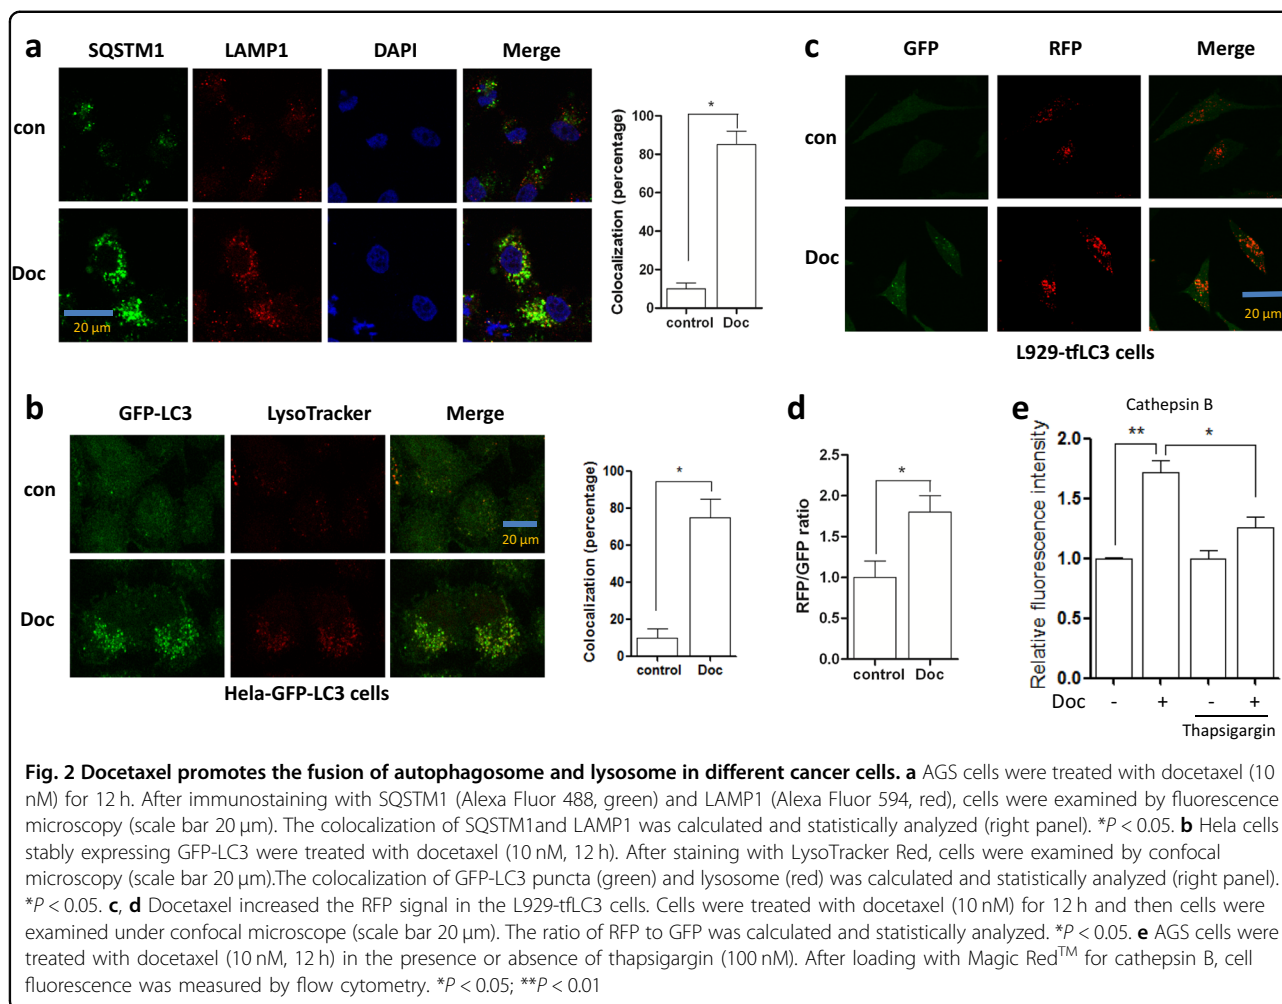 a
SQSTM1 LAMP1 DAPI Merge
con
Doc
20 μm
Colocalization (percentage)
100
80
60
40
20
0
*
control Doc
b
GFP-LC3 LysoTracker Merge
con
20 μm
Doc
Hela-GFP-LC3 cells
Colocalization (percentage)
100
80
60
40
20
0
*
control Doc
c
GFP RFP Merge
con
Doc
20 μm
L929-tfLC3 cells
d
RFP/GFP ratio
2.5
2.0
1.5
1.0
0.5
0.0
*
control Doc
e
Cathepsin B
Relative fluorescence intensity
2.0
1.5
1.0
0.5
0.0
** *
Doc - + - +
Thapsigargin
Fig. 2 Docetaxel promotes the fusion of autophagosome and lysosome in different cancer cells. a AGS cells were treated with docetaxel (10
nM) for 12 h. After immunostaining with SQSTM1 (Alexa Fluor 488, green) and LAMP1 (Alexa Fluor 594, red), cells were examined by fluorescence
microscopy (scale bar 20 μm). The colocalization of SQSTM1and LAMP1 was calculated and statistically analyzed (right panel). *P < 0.05. b Hela cells
stably expressing GFP-LC3 were treated with docetaxel (10 nM, 12 h). After staining with LysoTracker Red, cells were examined by confocal
microscopy (scale bar 20 μm).The colocalization of GFP-LC3 puncta (green) and lysosome (red) was calculated and statistically analyzed (right panel).
*P < 0.05. c, d Docetaxel increased the RFP signal in the L929-tfLC3 cells. Cells were treated with docetaxel (10 nM) for 12 h and then cells were
examined under confocal microscope (scale bar 20 μm). The ratio of RFP to GFP was calculated and statistically analyzed. *P < 0.05. e AGS cells were
treated with docetaxel (10 nM, 12 h) in the presence or absence of thapsigargin (100 nM). After loading with Magic Red™ for cathepsin B, cell
fluorescence was measured by flow cytometry. *P < 0.05; **P < 0.01